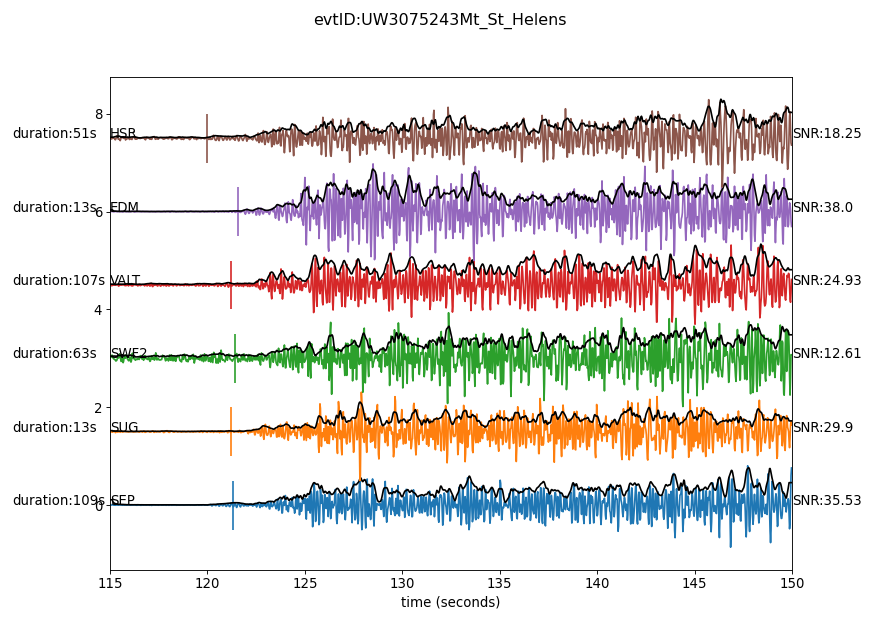 evtID:UW3075243Mt_St_Helens
8
duration:51s HSR SNR:18.25
duration:13s EDM SNR:38.0
6
duration:107s VALT SNR:24.93
4
duration:63s SWF2 SNR:12.61
2
duration:13s SUG SNR:29.9
duration:109s SEP SNR:35.53
0
115 120 125 130 135 140 145 150
time (seconds)